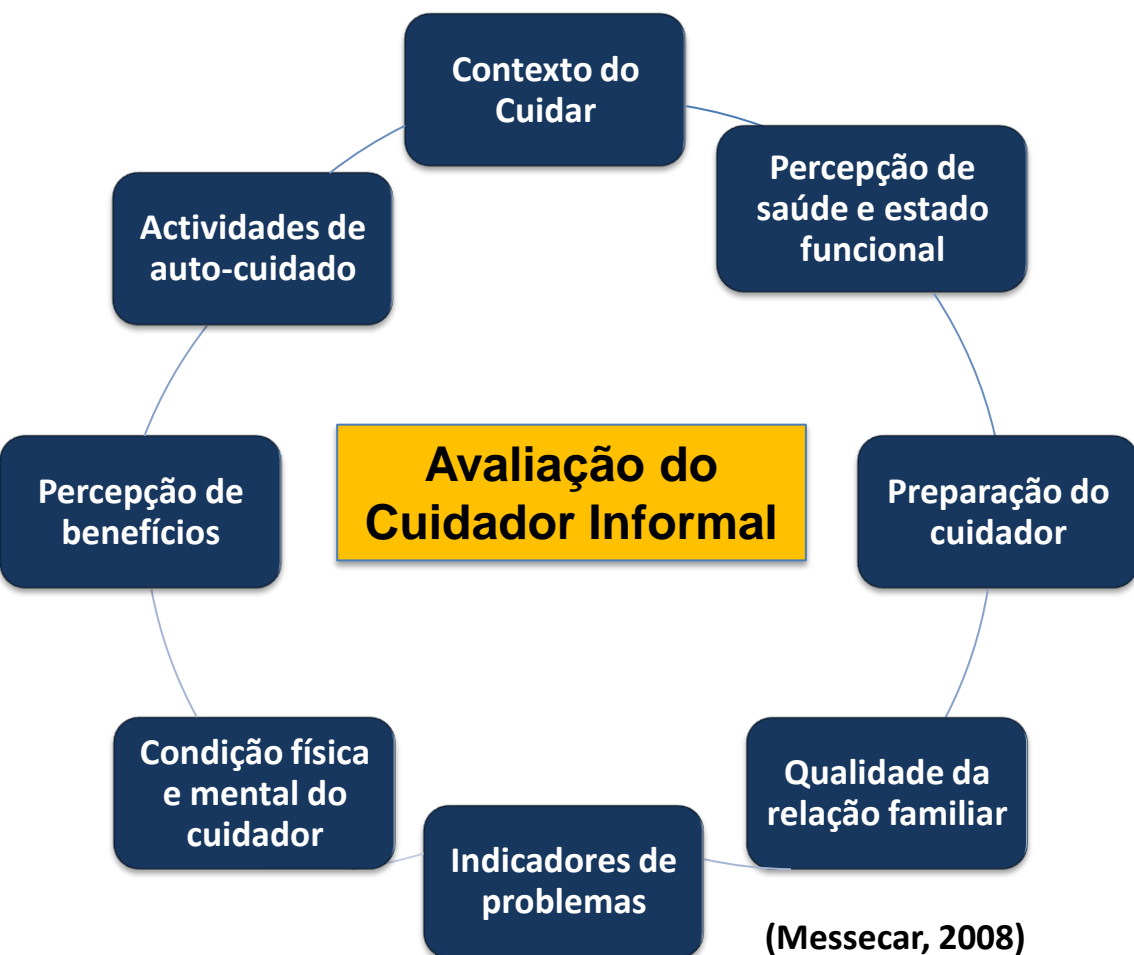 Contexto do
Cuidar
Percepção de
saúde e estado
funcional
Preparação do
cuidador
Qualidade da
relação familiar
Indicadores de
problemas
Condição física
e mental do
cuidador
Percepção de
benefícios
Actividades de
auto-cuidado
Avaliação do
Cuidador Informal
(Messecar, 2008)